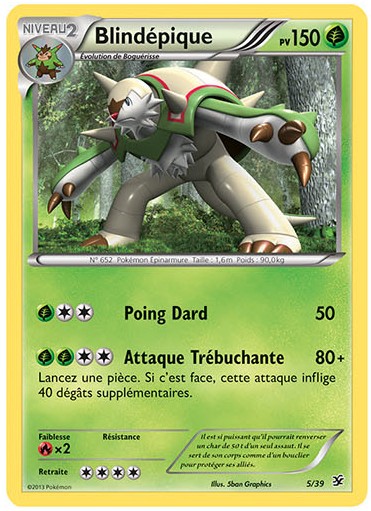 NIVEAU2 Blindépique PV150
Evolution de Boguérisse
N° 652 Pokémon Épinarmure Taille : 1,6m Poids : 90,0kg
Poing Dard 50
Attaque Trébuchante 80+
Lancez une pièce. Si c'est face, cette attaque inflige
40 dégâts supplémentaires.
Faiblesse Résistance
×2
Retraite
Il est si puissant qu'il pourrait renverser
un char de 50 t d'un seul assaut. Il se
sert de son corps comme d'un bouclier
pour protéger ses alliés.
©2013 Pokémon Illus. 5ban Graphics 5/39